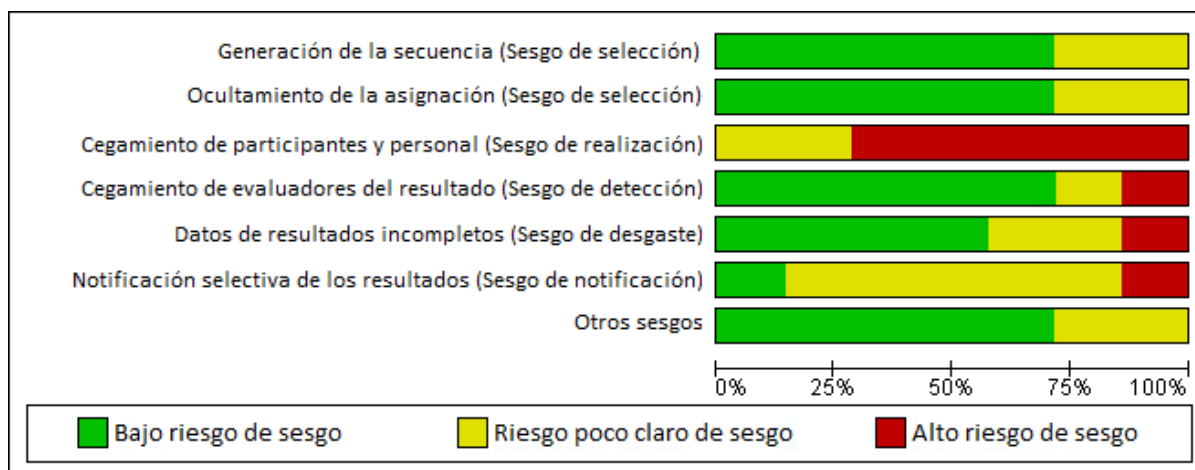 Generación de la secuencia (Sesgo de selección)
Ocultamiento de la asignación (Sesgo de selección)
Cegamiento de participantes y personal (Sesgo de realización)
Cegamiento de evaluadores del resultado (Sesgo de detección)
Datos de resultados incompletos (Sesgo de desgaste)
Notificación selectiva de los resultados (Sesgo de notificación)
Otros sesgos
0% 25% 50% 75% 100%
Bajo riesgo de sesgo Riesgo poco claro de sesgo Alto riesgo de sesgo